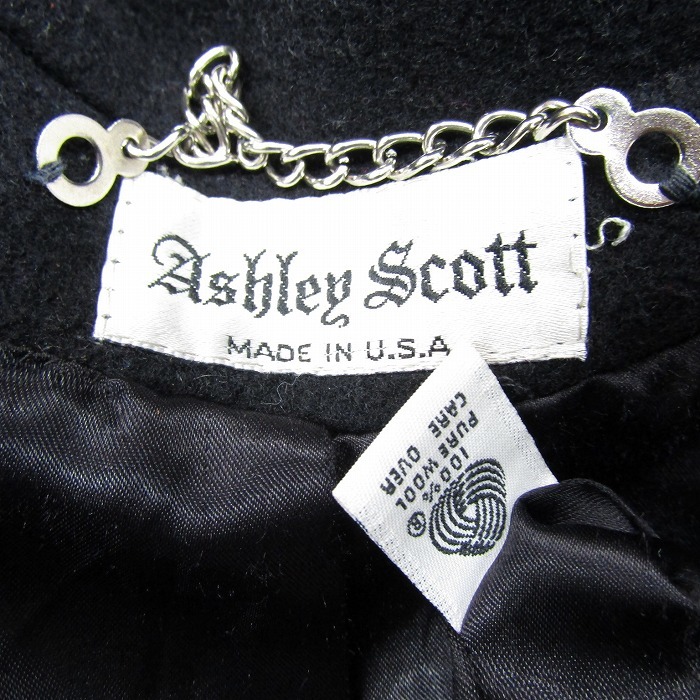 Ashley Scott
MADE IN U.S.A
100%
PURE WOOL
CARE OVER
®